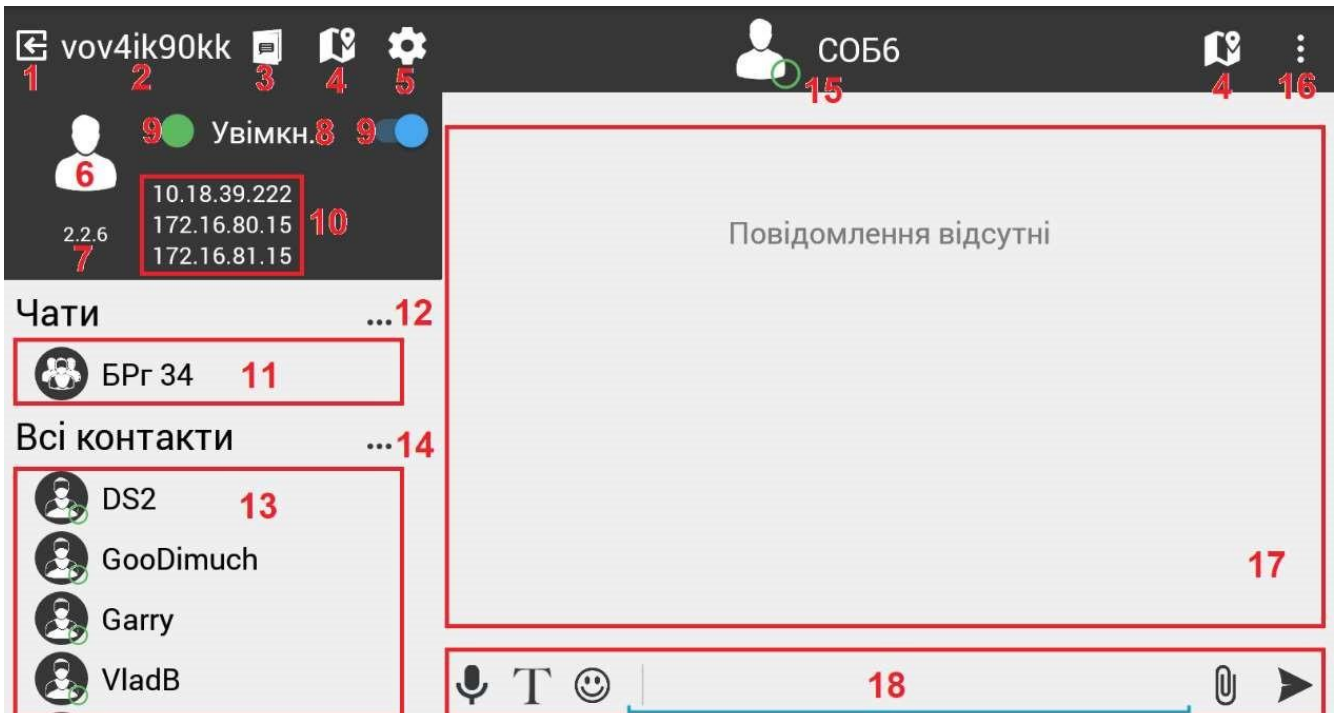 vov4ik90kk
1 2 3 4 5
9 Увімкн. 8 9
6
10.18.39.222
172.16.80.15 10
172.16.81.15
2.2.6
7
Чати ... 12
БРг 34 11
Всі контакти ... 14
DS2 13
GooDimuch
Garry
VladB
СОБ6
15 4 16
Повідомлення відсутні
17
T 18